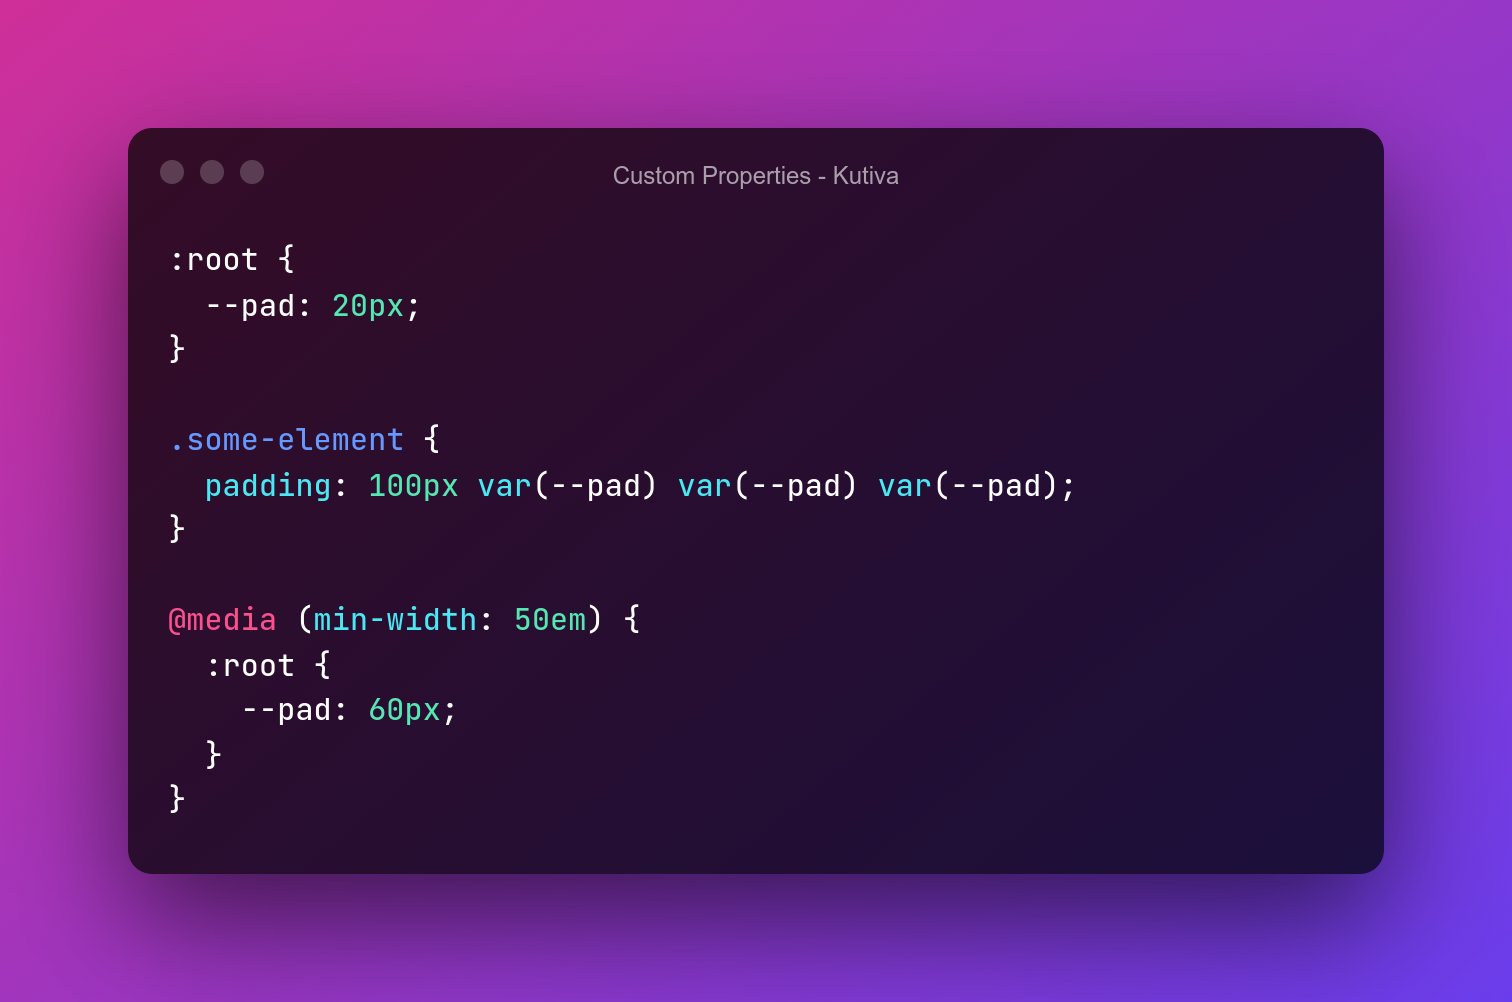 Custom Properties - Kutiva
:root {
  --pad: 20px;
}
.some-element {
  padding: 100px var(--pad) var(--pad) var(--pad);
}
@media (min-width: 50em) {
  :root {
    --pad: 60px;
  }
}